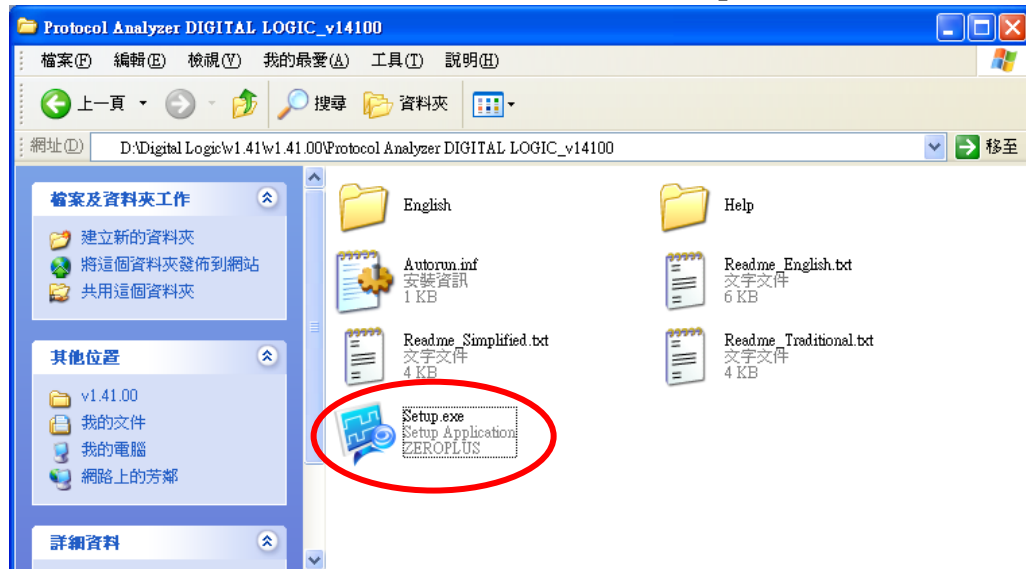 Protocol Analyzer DIGITAL LOGIC_v14100
檔案(F) 編輯(E) 檢視(V) 我的最愛(A) 工具(T) 說明(H)
上一頁 搜尋 資料夾
網址(D) D:\Digital Logic\v1.41\v1.41.00\Protocol Analyzer DIGITAL LOGIC_v14100 移至
檔案及資料夾工作
建立新的資料夾
將這個資料夾發佈到網站
共用這個資料夾
其他位置
v1.41.00
我的文件
我的電腦
網路上的芳鄰
詳細資料
English
Help
Autorun.inf
安裝資訊
1 KB
Readme_English.txt
文字文件
6 KB
Readme_Simplified.txt
文字文件
4 KB
Readme_Traditional.txt
文字文件
4 KB
Setup.exe
Setup Application
ZEROPLUS